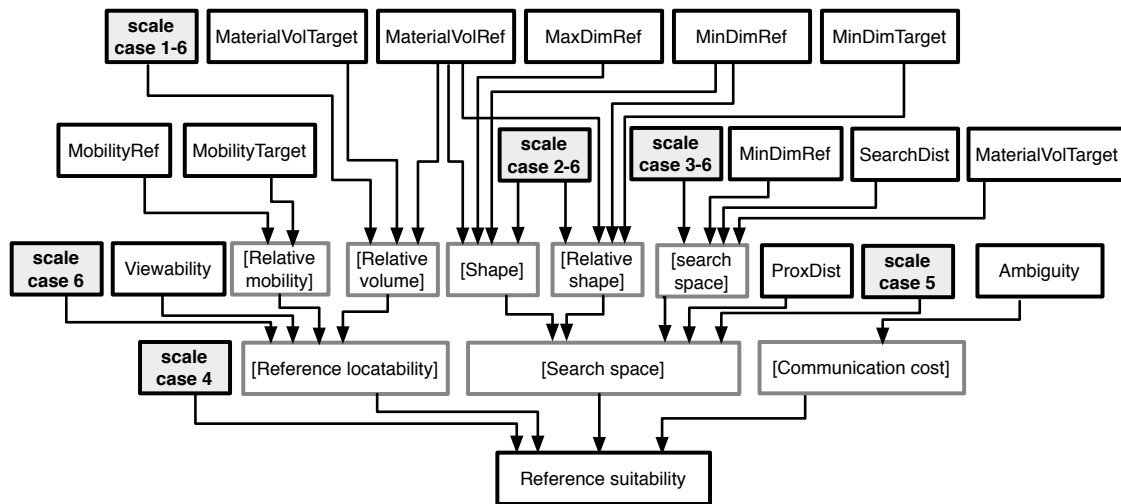 scale
case 1-6
MaterialVolTarget
MaterialVolRef
MaxDimRef
MinDimRef
MinDimTarget
MobilityRef
MobilityTarget
scale
case 2-6
scale
case 3-6
MinDimRef
SearchDist
MaterialVolTarget
scale
case 6
Viewability
[Relative
mobility]
[Relative
volume]
[Shape]
[Relative
shape]
[search
space]
ProxDist
scale
case 5
Ambiguity
scale
case 4
[Reference locatability]
[Search space]
[Communication cost]
Reference suitability